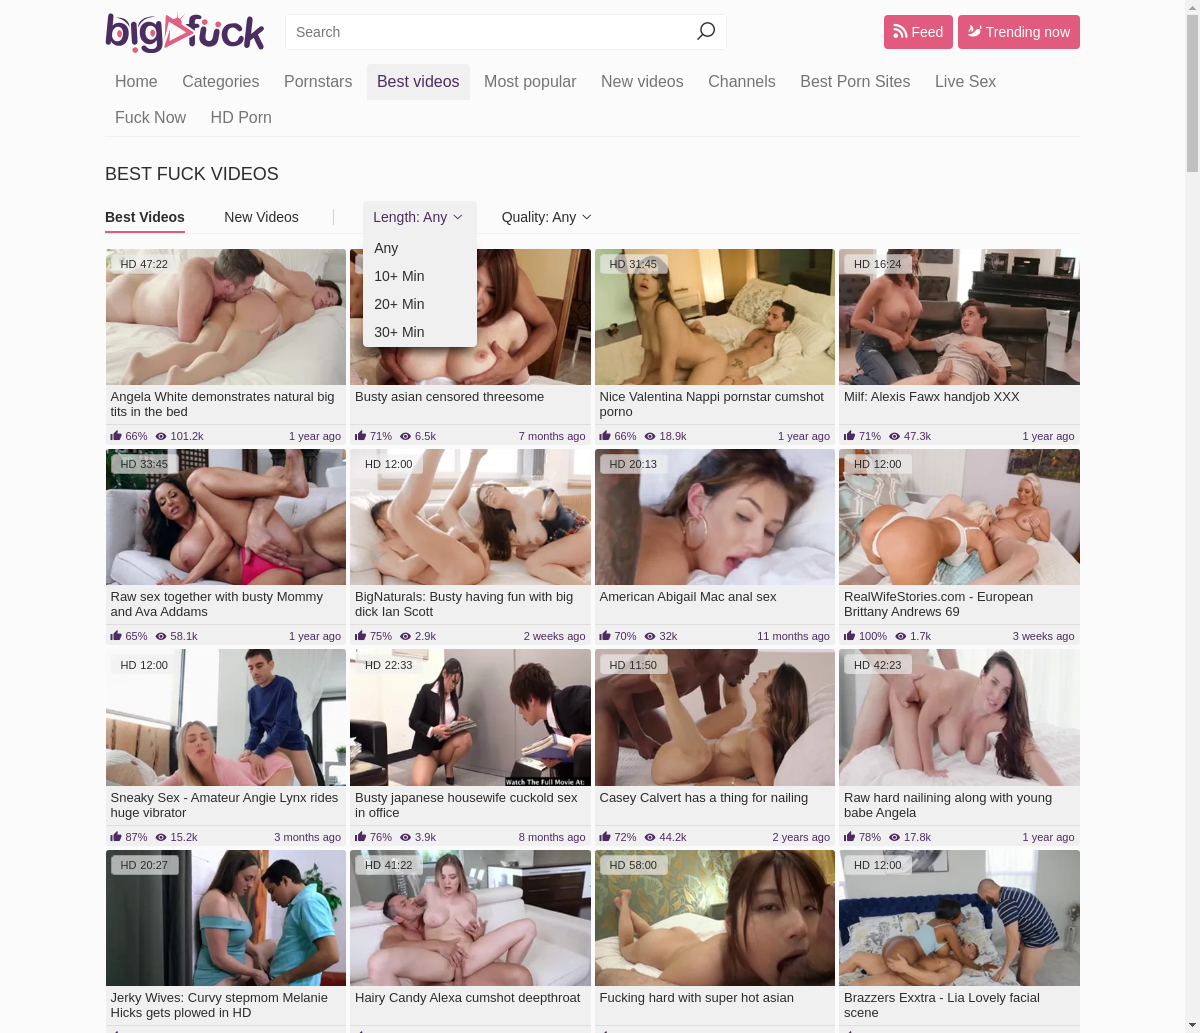 bigfuck
Search
Feed
Trending now
Home Categories Pornstars Best videos Most popular New videos Channels Best Porn Sites Live Sex
Fuck Now HD Porn
BEST FUCK VIDEOS
Best Videos New Videos Length: Any Quality: Any
Any
10+ Min
20+ Min
30+ Min
HD 47:22
Angela White demonstrates natural big
tits in the bed
66% 101.2k 1 year ago
Busty asian censored threesome
71% 6.5k 7 months ago
HD 31:45
Nice Valentina Nappi pornstar cumshot
porno
66% 18.9k 1 year ago
HD 16:24
Milf: Alexis Fawx handjob XXX
71% 47.3k 1 year ago
HD 33:45
Raw sex together with busty Mommy
and Ava Addams
65% 58.1k 1 year ago
HD 12:00
BigNaturals: Busty having fun with big
dick Ian Scott
75% 2.9k 2 weeks ago
HD 20:13
American Abigail Mac anal sex
70% 32k 11 months ago
HD 12:00
RealWifeStories.com - European
Brittany Andrews 69
100% 1.7k 3 weeks ago
HD 12:00
Sneaky Sex - Amateur Angie Lynx rides
huge vibrator
87% 15.2k 3 months ago
HD 22:33
Watch The Full Movie At:
Busty japanese housewife cuckold sex
in office
76% 3.9k 8 months ago
HD 11:50
Casey Calvert has a thing for nailing
72% 44.2k 2 years ago
HD 42:23
Raw hard nailining along with young
babe Angela
78% 17.8k 1 year ago
HD 20:27
Jerky Wives: Curvy stepmom Melanie
Hicks gets plowed in HD
HD 41:22
Hairy Candy Alexa cumshot deepthroat
HD 58:00
Fucking hard with super hot asian
HD 12:00
Brazzers Exxtra - Lia Lovely facial
scene